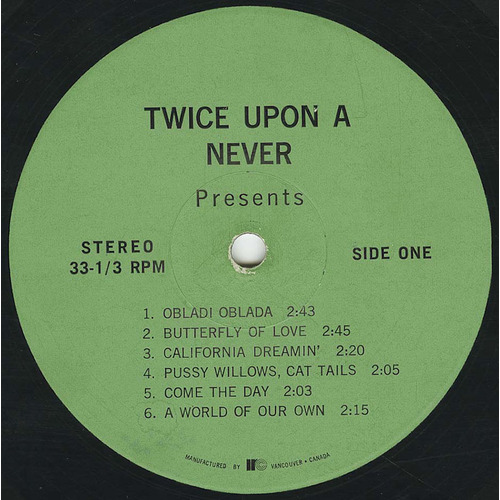 TWICE UPON A
NEVER
Presents
STEREO
33-1/3 RPM
SIDE ONE
1. OBLADI OBLADA 2:43
2. BUTTERFLY OF LOVE 2:45
3. CALIFORNIA DREAMIN' 2:20
4. PUSSY WILLOWS, CAT TAILS 2:05
5. COME THE DAY 2:03
6. A WORLD OF OUR OWN 2:15
MANUFACTURED BY IRC VANCOUVER • CANADA